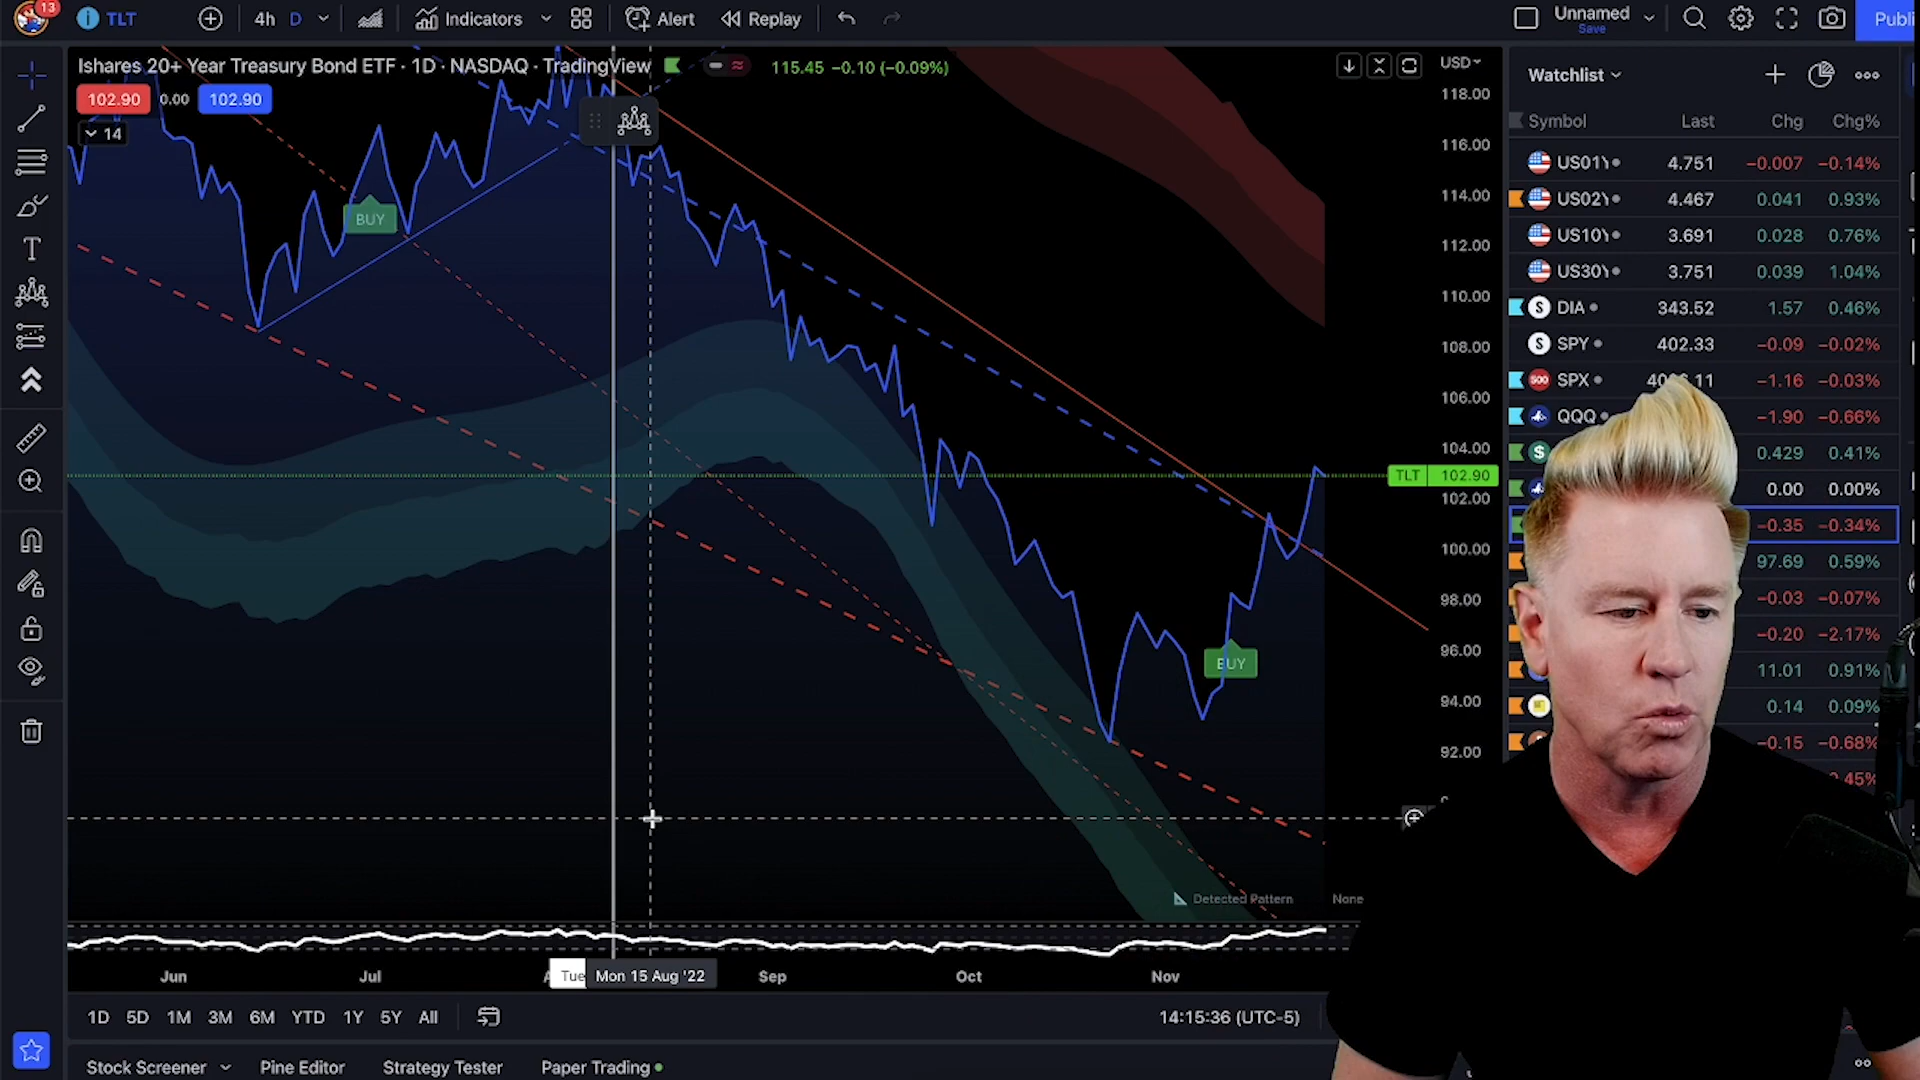 13
TLT
4h
D
Indicators
Alert
Replay
Unnamed
Save
Publi
Ishares 20+ Year Treasury Bond ETF · 1D · NASDAQ · TradingView
115.45 −0.10 (−0.09%)
102.90
0.00
102.90
14
USD
118.00
116.00
114.00
112.00
110.00
108.00
106.00
104.00
TLT 102.90
102.00
100.00
98.00
96.00
94.00
92.00
BUY
BUY
Detected Pattern
None
Jun
Jul
Tue
Mon 15 Aug '22
Sep
Oct
Nov
1D
5D
1M
3M
6M
YTD
1Y
5Y
All
14:15:36 (UTC-5)
Stock Screener
Pine Editor
Strategy Tester
Paper Trading
Watchlist
Symbol Last Chg Chg%
US01Y 4.751 −0.007 −0.14%
US02Y 4.467 0.041 0.93%
US10Y 3.691 0.028 0.76%
US30Y 3.751 0.039 1.04%
DIA 343.52 1.57 0.46%
SPY 402.33 −0.09 −0.02%
500 SPX −1.16 −0.03%
QQQ −1.90 −0.66%
0.429 0.41%
0.00 0.00%
−0.35 −0.34%
97.69 0.59%
−0.03 −0.07%
−0.20 −2.17%
11.01 0.91%
0.14 0.09%
−0.15 −0.68%